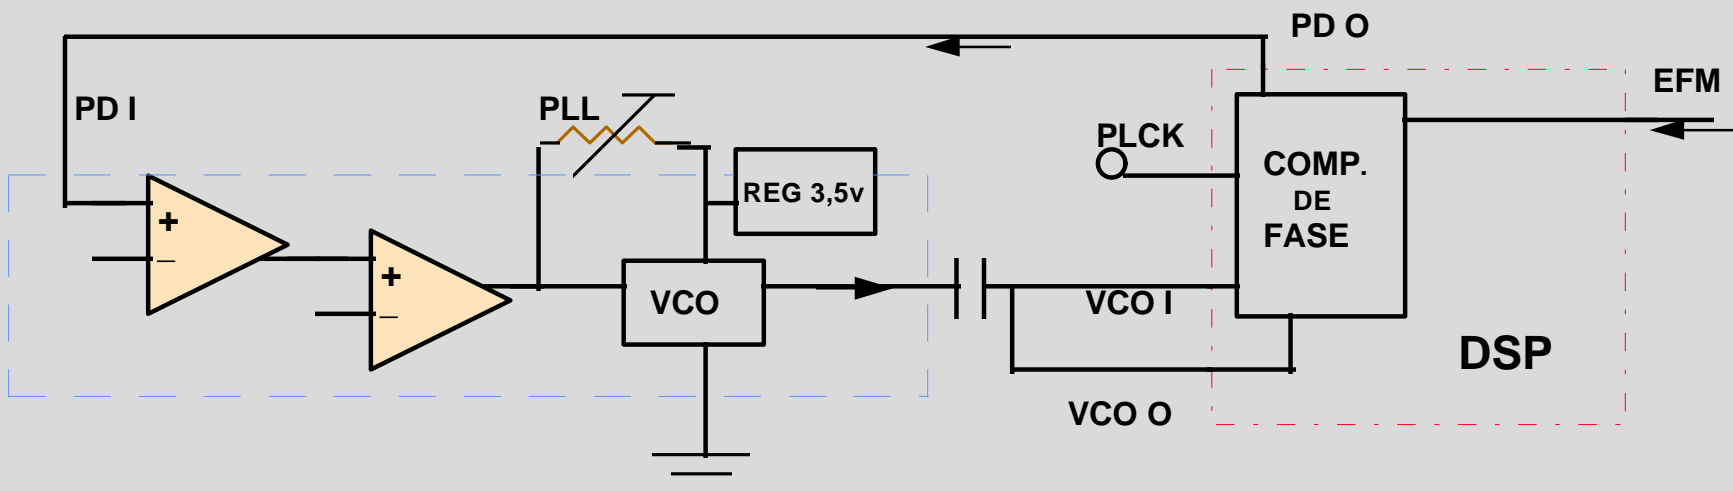 PD O
EFM
PD I
PLL
PLCK
COMP.
DE
FASE
REG 3,5v
+
–
+
–
VCO
VCO I
DSP
VCO O